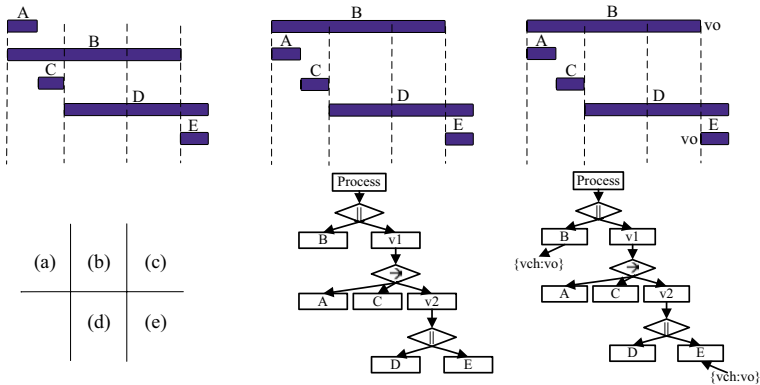 A
B
C
D
E
B
A
C
D
E
B
vo
A
C
D
E
vo
(a) (b) (c)
(d) (e)
Process
||
B v1
A C v2
||
D E
Process
||
B v1
{vch:vo}
A C v2
||
D E
{vch:vo}